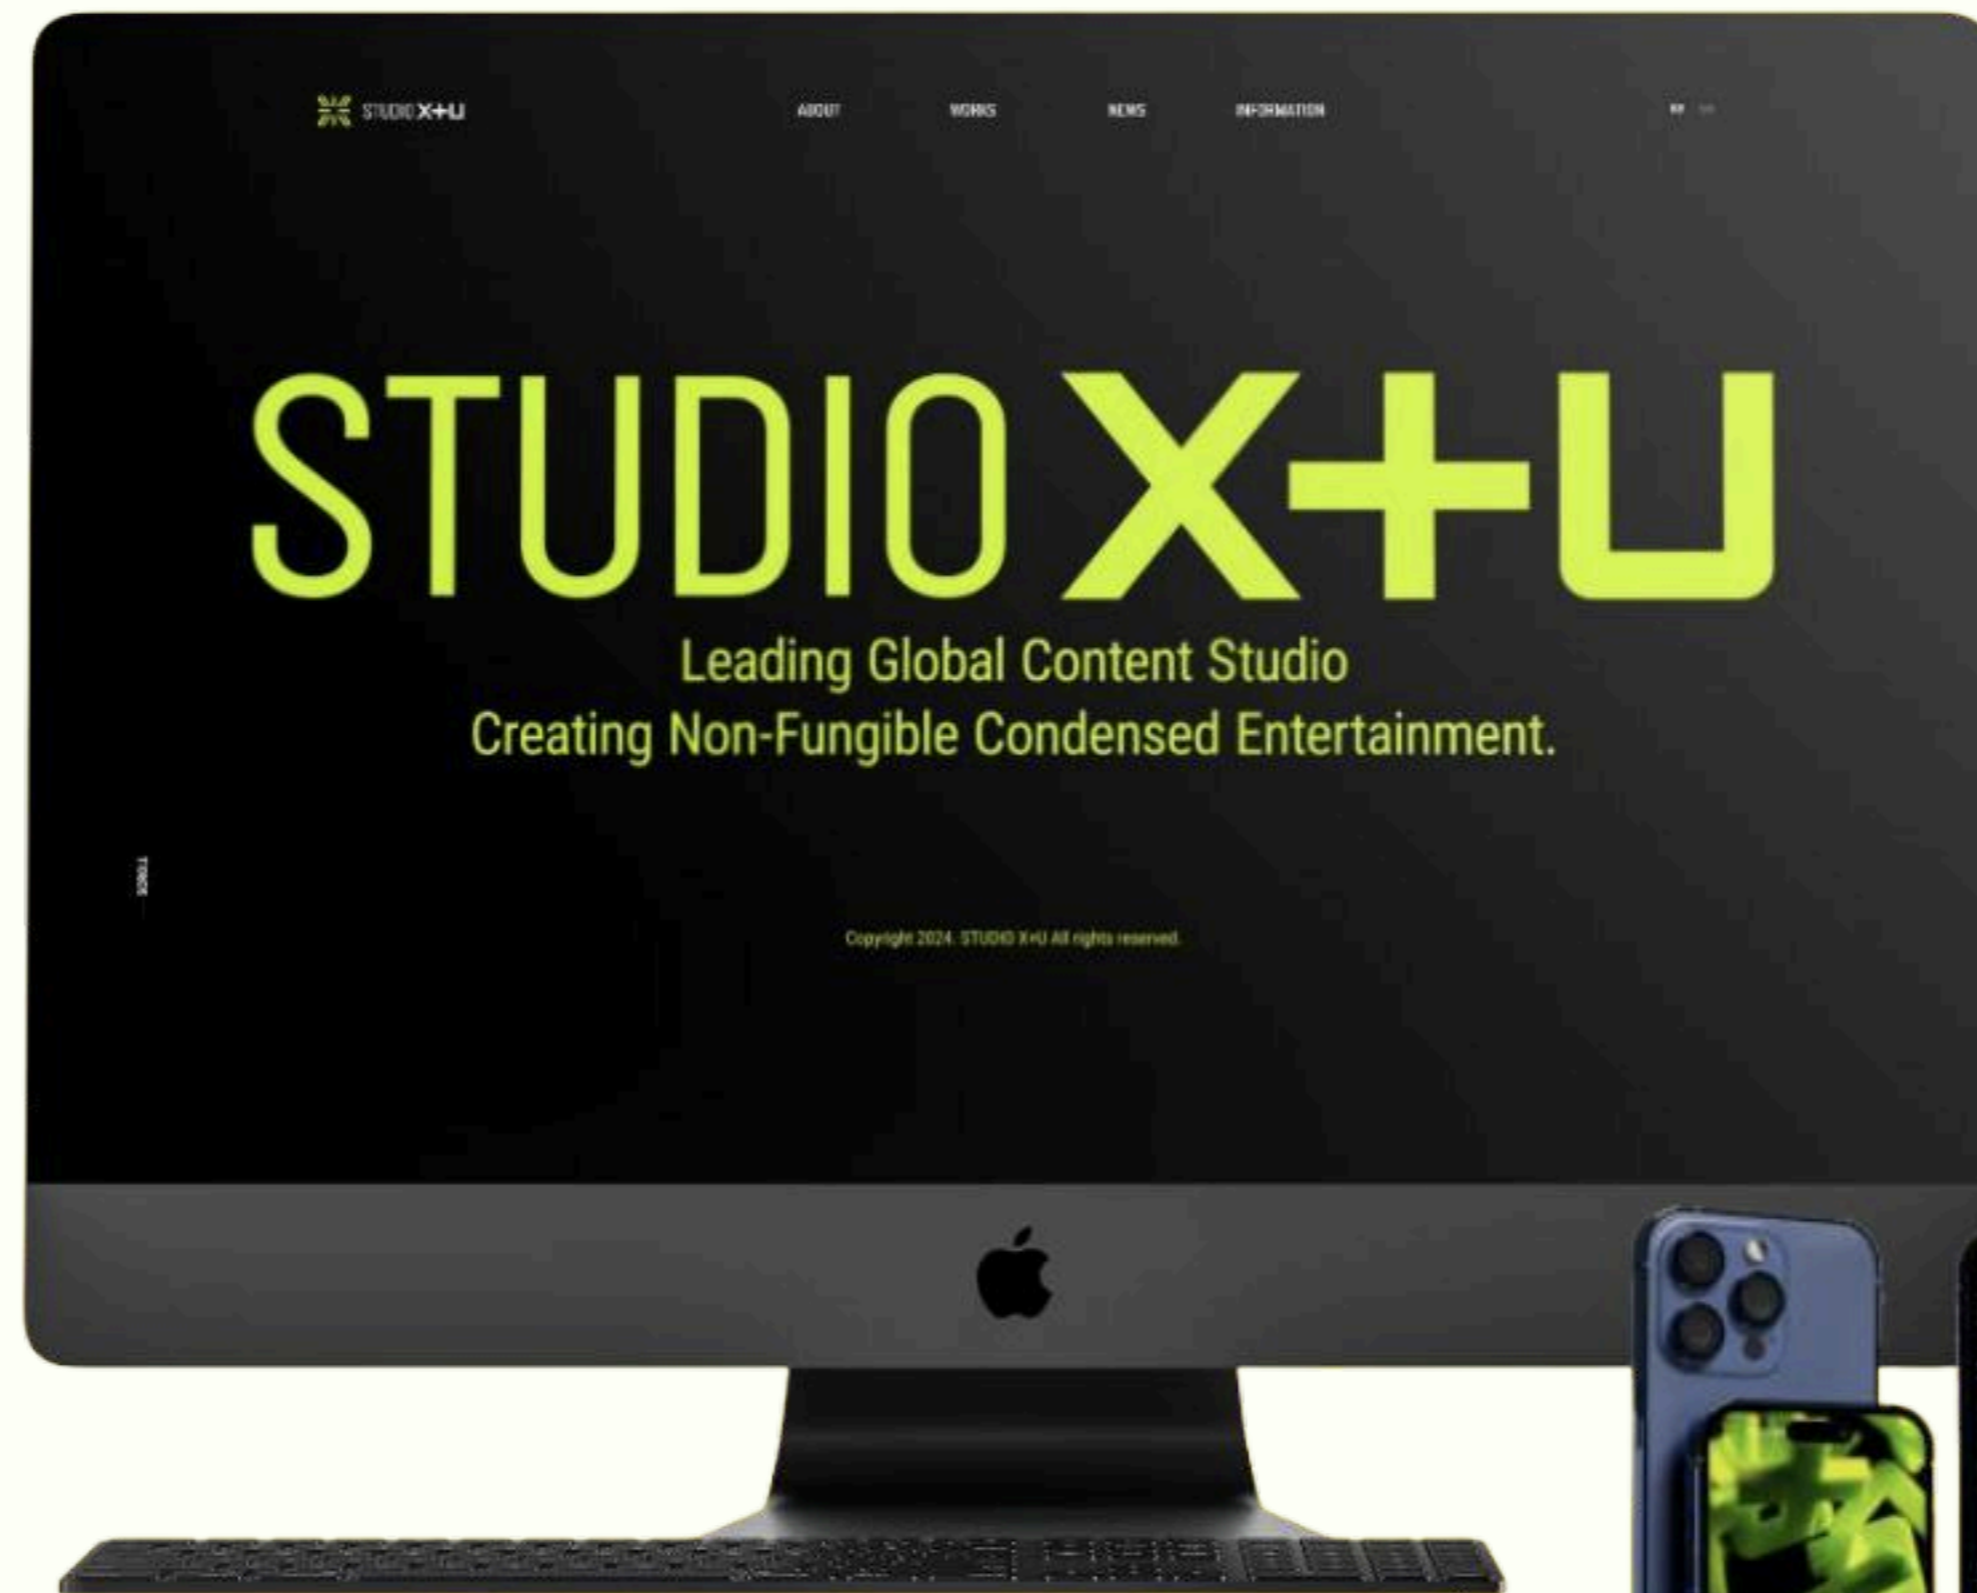 STUDIO X+U
ABOUT
WORKS
NEWS
INFORMATION
STUDIO X+U
Leading Global Content Studio
Creating Non-Fungible Condensed Entertainment.
Copyright 2024. STUDIO X+U All rights reserved.